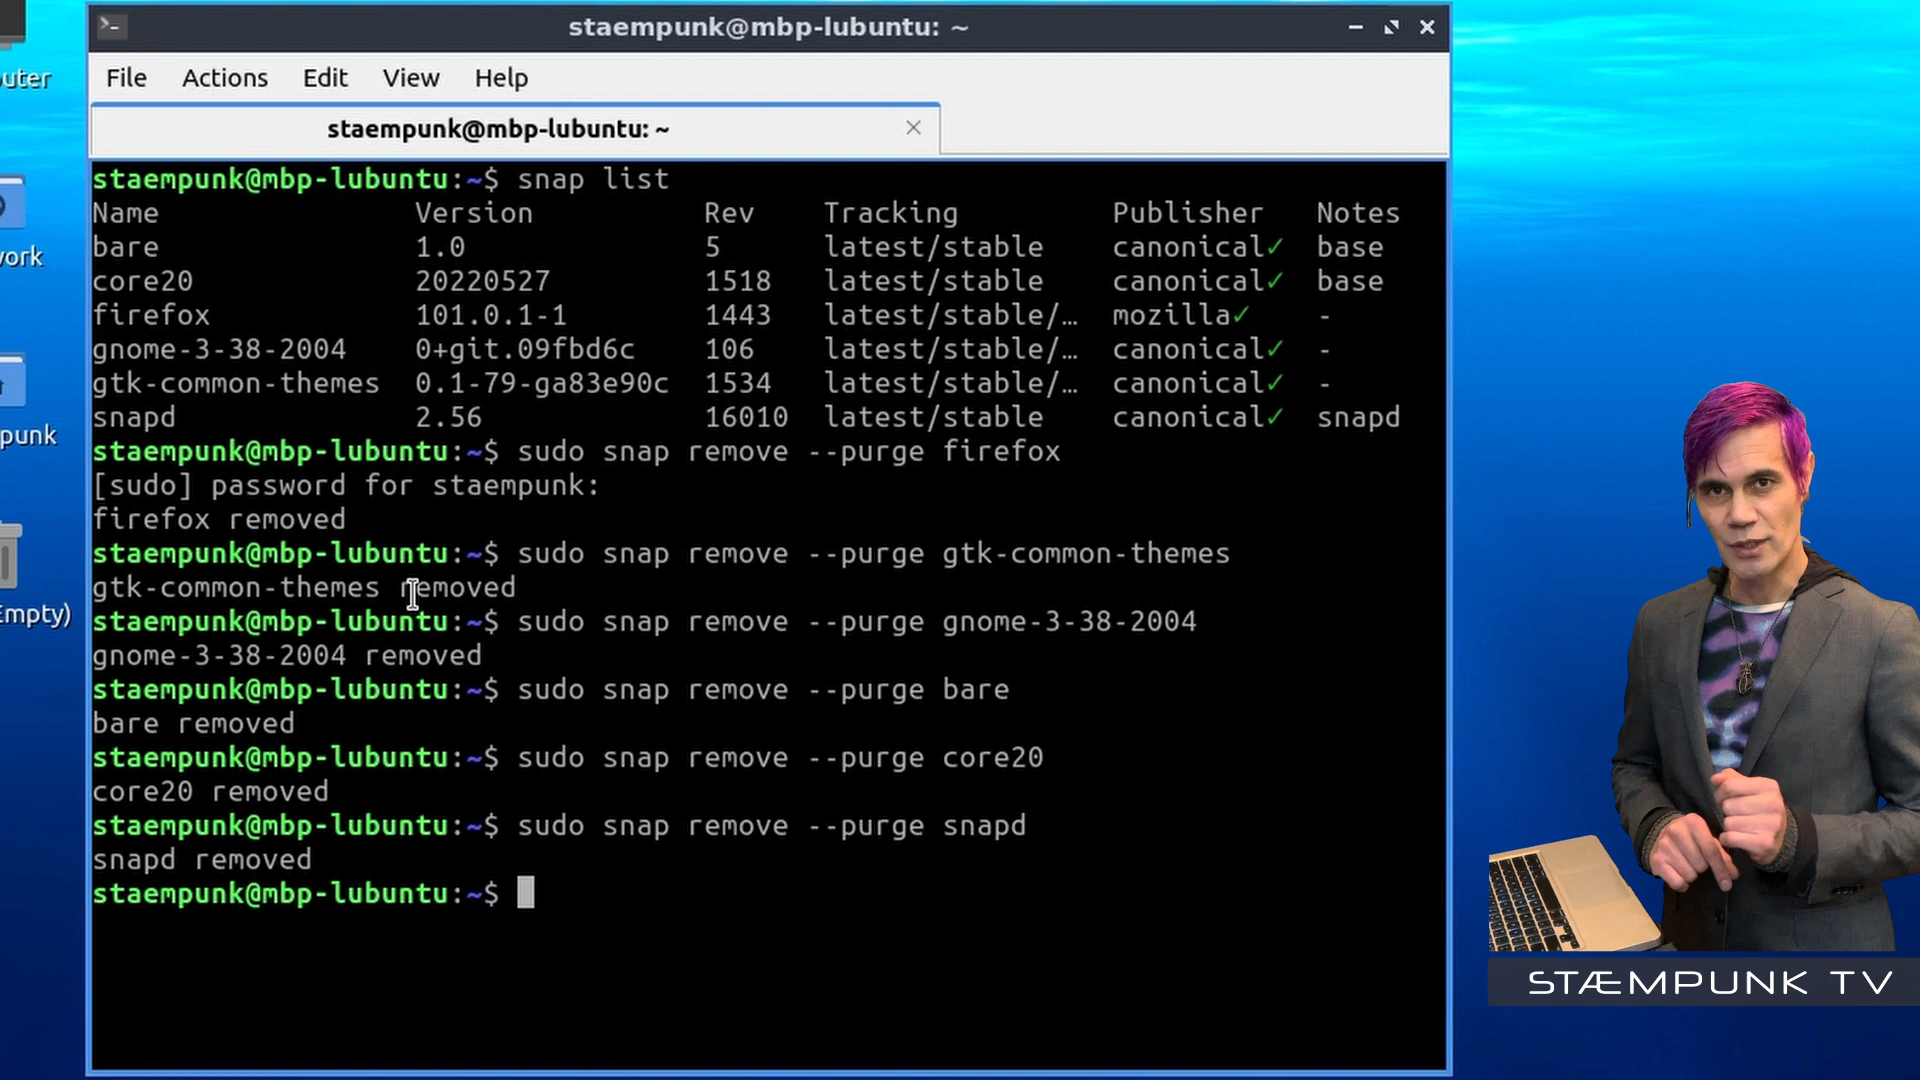 staempunk@mbp-lubuntu: ~
File Actions Edit View Help
staempunk@mbp-lubuntu: ~
staempunk@mbp-lubuntu:~$ snap list
Name Version Rev Tracking Publisher Notes
bare 1.0 5 latest/stable canonical✓ base
core20 20220527 1518 latest/stable canonical✓ base
firefox 101.0.1-1 1443 latest/stable/… mozilla✓ -
gnome-3-38-2004 0+git.09fbd6c 106 latest/stable/… canonical✓ -
gtk-common-themes 0.1-79-ga83e90c 1534 latest/stable/… canonical✓ -
snapd 2.56 16010 latest/stable canonical✓ snapd
staempunk@mbp-lubuntu:~$ sudo snap remove --purge firefox
[sudo] password for staempunk:
firefox removed
staempunk@mbp-lubuntu:~$ sudo snap remove --purge gtk-common-themes
gtk-common-themes removed
staempunk@mbp-lubuntu:~$ sudo snap remove --purge gnome-3-38-2004
gnome-3-38-2004 removed
staempunk@mbp-lubuntu:~$ sudo snap remove --purge bare
bare removed
staempunk@mbp-lubuntu:~$ sudo snap remove --purge core20
core20 removed
staempunk@mbp-lubuntu:~$ sudo snap remove --purge snapd
snapd removed
staempunk@mbp-lubuntu:~$
uter
work
punk
Empty)
STÆMPUNK TV